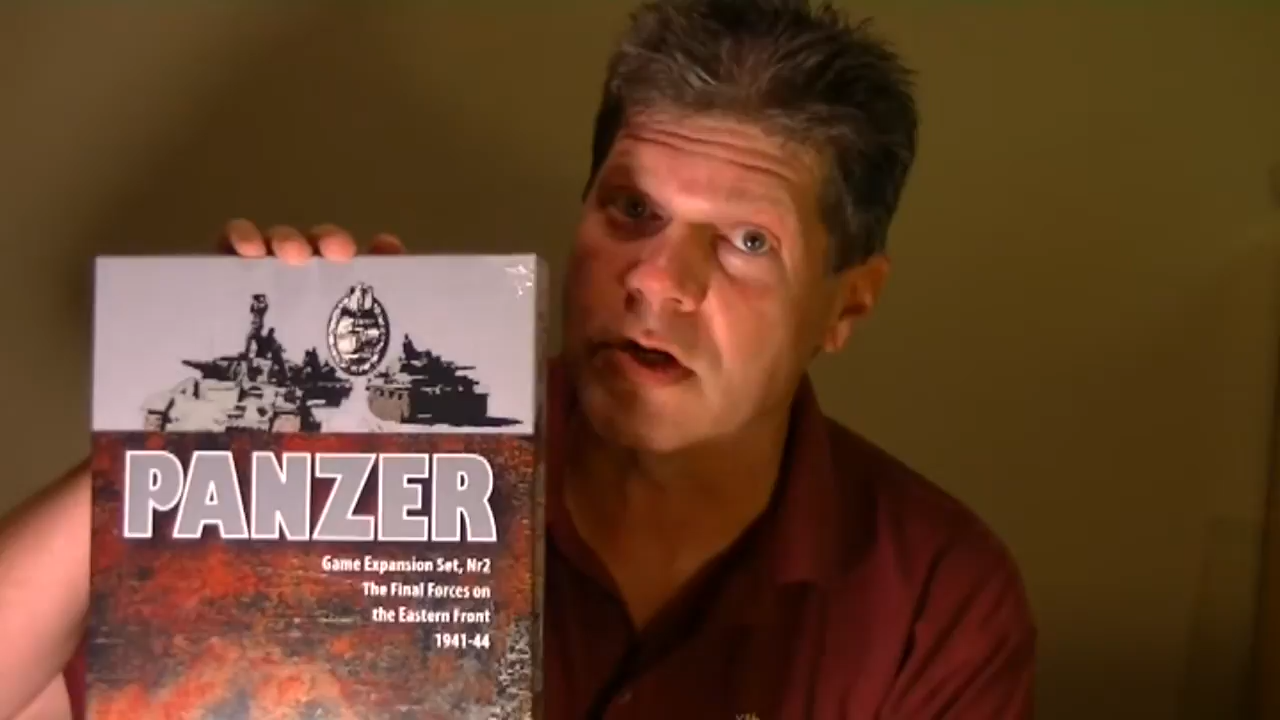 PANZER
Game Expansion Set, Nr2
The Final Forces on
the Eastern Front
1941-44